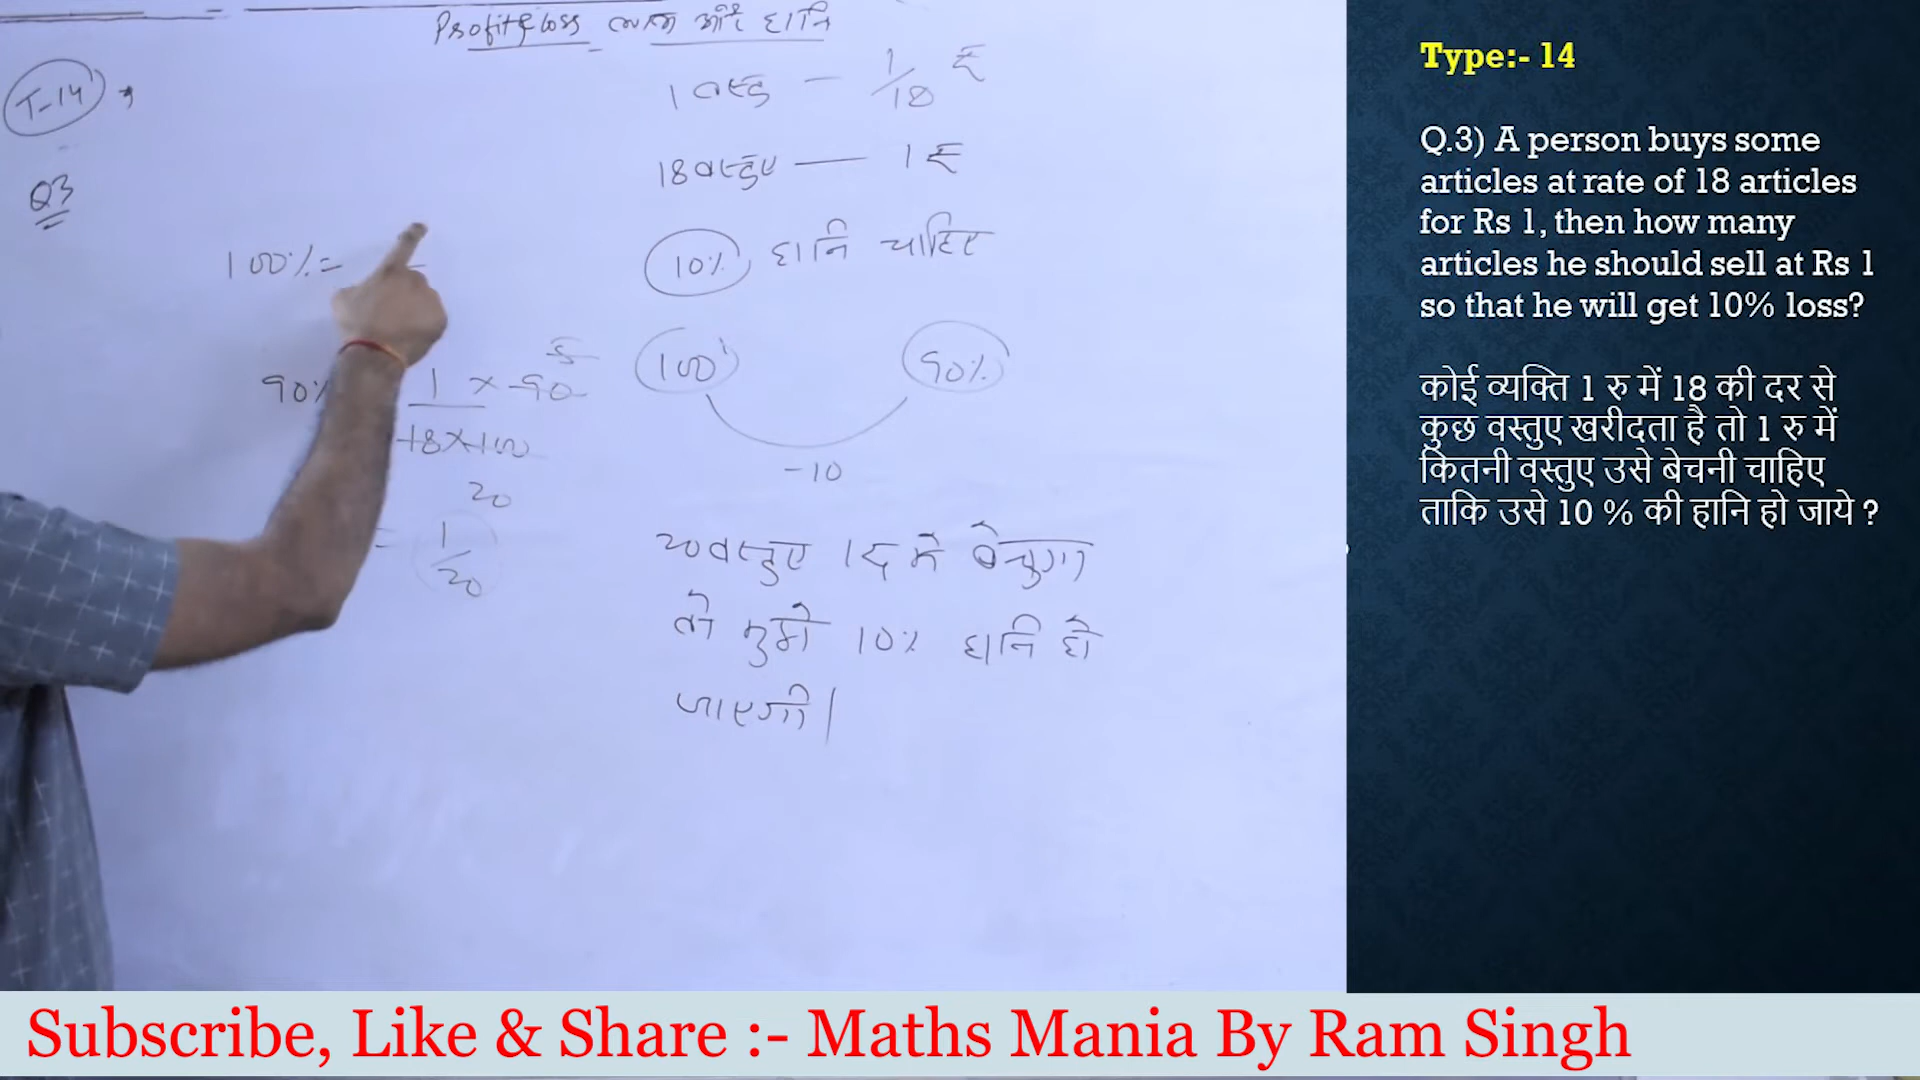 Profit & loss लाभ और हानि
T-14
Q3
1 वस्तु — 1/18 ₹
18 वस्तुए — 1 ₹
10% हानि चाहिए
100% =
100 90%
-10
90% 1 × 90
18 × 100
5
20
= 1/20
20 वस्तुए 1 ₹ मे बेचुगा
तो मुझे 10% हानि हो
जाएगी।
Type:- 14
Q.3) A person buys some
articles at rate of 18 articles
for Rs 1, then how many
articles he should sell at Rs 1
so that he will get 10% loss?
कोई व्यक्ति 1 रु में 18 की दर से
कुछ वस्तुए खरीदता है तो 1 रु में
कितनी वस्तुए उसे बेचनी चाहिए
ताकि उसे 10 % की हानि हो जाये ?
Subscribe, Like & Share :- Maths Mania By Ram Singh